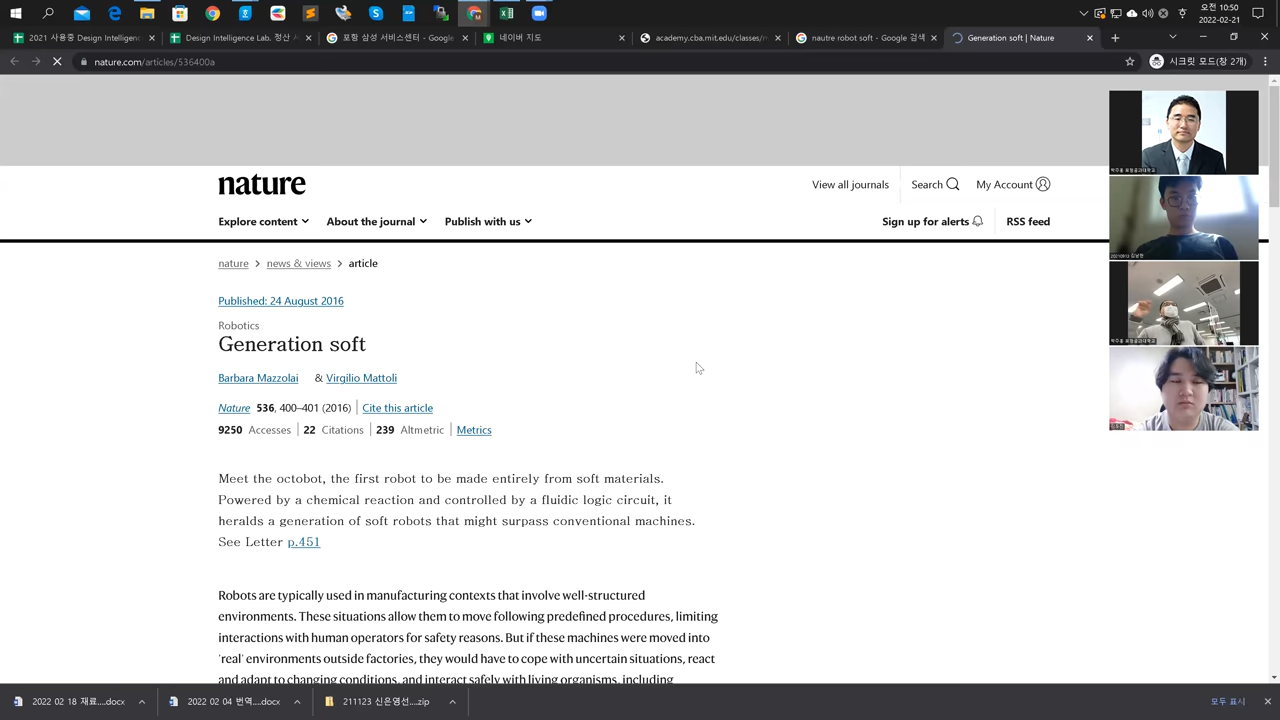 오전 10:50
2022-02-21
2021 사용중 Design Intelligenc
Design Intelligence Lab. 정산 시
포항 삼성 서비스센터 - Google
네이버 지도
academy.cba.mit.edu/classes/m
nautre robot soft - Google 검색
Generation soft | Nature
nature.com/articles/536400a
시크릿 모드(창 2개)
nature
View all journals
Search
My Account
Explore content
About the journal
Publish with us
Sign up for alerts
RSS feed
nature > news & views > article
Published: 24 August 2016
Robotics
Generation soft
Barbara Mazzolai & Virgilio Mattoli
Nature 536, 400–401 (2016) | Cite this article
9250 Accesses | 22 Citations | 239 Altmetric | Metrics
Meet the octobot, the first robot to be made entirely from soft materials.
Powered by a chemical reaction and controlled by a fluidic logic circuit, it
heralds a generation of soft robots that might surpass conventional machines.
See Letter p.451
Robots are typically used in manufacturing contexts that involve well-structured
environments. These situations allow them to move following predefined procedures, limiting
interactions with human operators for safety reasons. But if these machines were moved into
'real' environments outside factories, they would have to cope with uncertain situations, react
and adapt to changing conditions, and interact safely with living organisms, including
2022 02 18 재료....docx
2022 02 04 번역....docx
211123 신은영선....zip
모두 표시